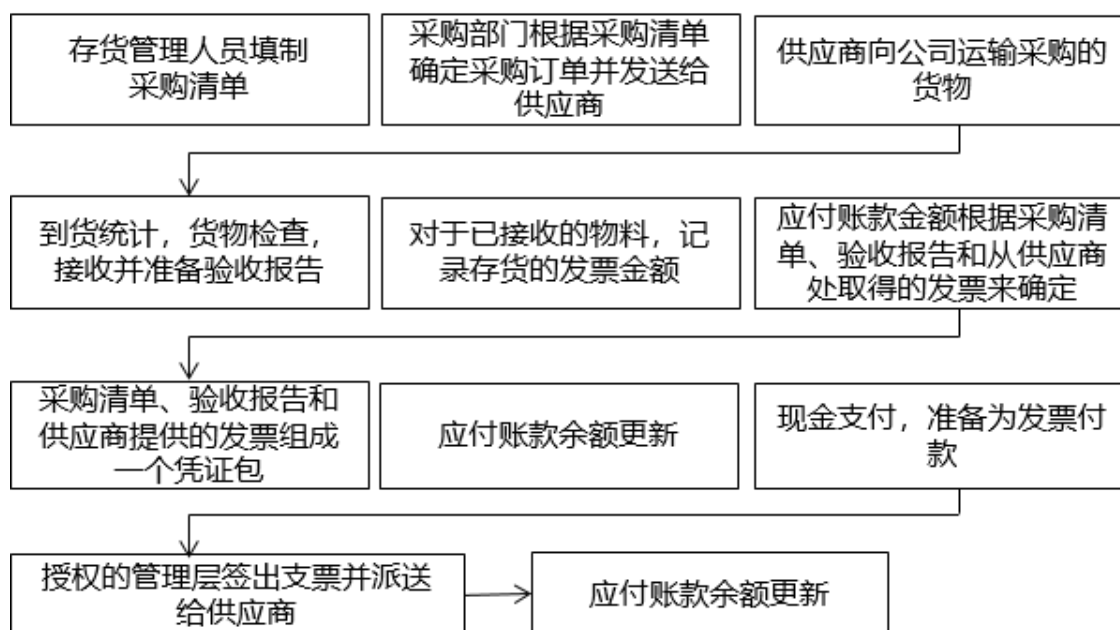 存货管理人员填制
采购清单
采购部门根据采购清单
确定采购订单并发送给
供应商
供应商向公司运输采购的
货物
到货统计，货物检查，
接收并准备验收报告
对于已接收的物料，记
录存货的发票金额
应付账款金额根据采购清
单、验收报告和从供应商
处取得的发票来确定
采购清单、验收报告和
供应商提供的发票组成
一个凭证包
应付账款余额更新
现金支付，准备为发票付
款
授权的管理层签出支票并派送
给供应商
应付账款余额更新